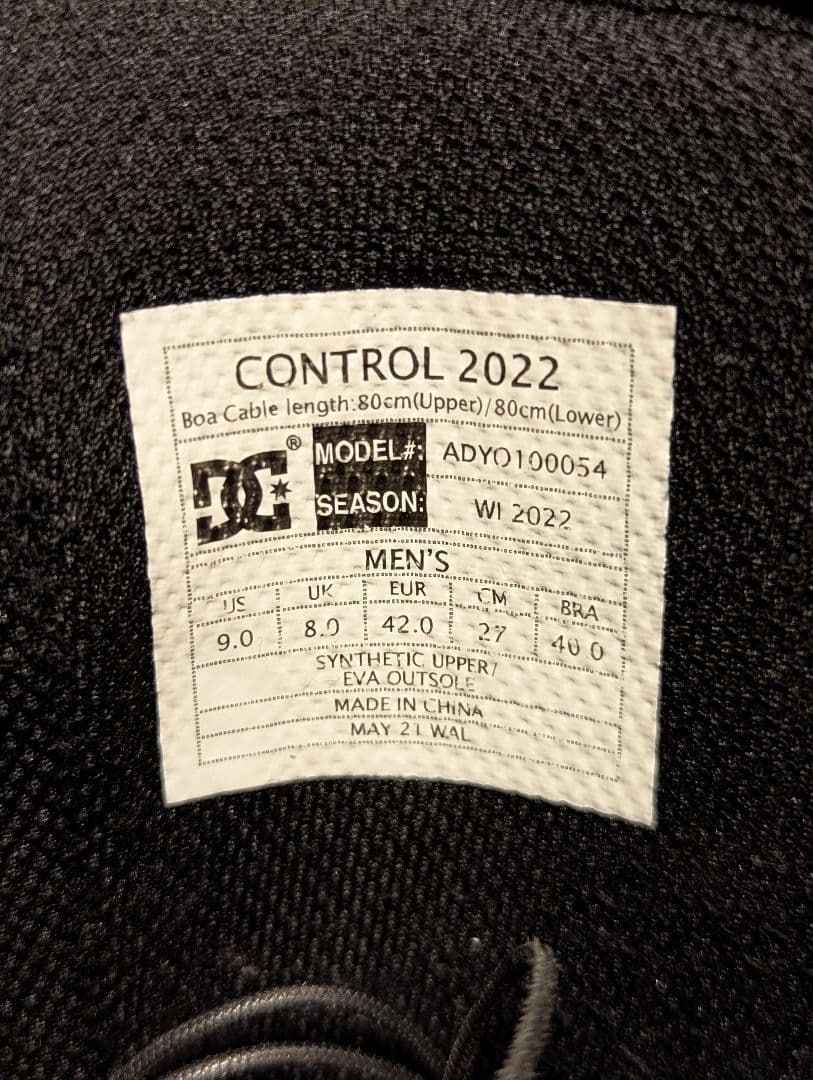 CONTROL 2022
Boa Cable length:80cm(Upper)/80cm(Lower)
DC® MODEL#: ADYO100054
SEASON: WI 2022
MEN'S
US UK EUR CM BRA
9.0 8.0 42.0 27 40.0
SYNTHETIC UPPER/
EVA OUTSOLE
MADE IN CHINA
MAY 21 WAL